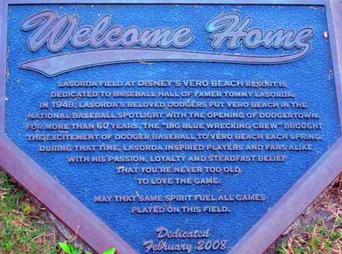 Welcome Home
LASORDA FIELD AT DISNEY'S VERO BEACH RESORT IS
DEDICATED TO BASEBALL HALL OF FAMER TOMMY LASORDA.
IN 1948, LASORDA'S BELOVED DODGERS PUT VERO BEACH IN THE
NATIONAL BASEBALL SPOTLIGHT WITH THE OPENING OF DODGERTOWN.
FOR MORE THAN 60 YEARS, THE "BIG BLUE WRECKING CREW" BROUGHT
THE EXCITEMENT OF DODGER BASEBALL TO VERO BEACH EACH SPRING.
DURING THAT TIME, LASORDA INSPIRED PLAYERS AND FANS ALIKE
WITH HIS PASSION, LOYALTY AND STEADFAST BELIEF
THAT YOU'RE NEVER TOO OLD
TO LOVE THE GAME.
MAY THAT SAME SPIRIT FUEL ALL GAMES
PLAYED ON THIS FIELD.
Dedicated
February 2008